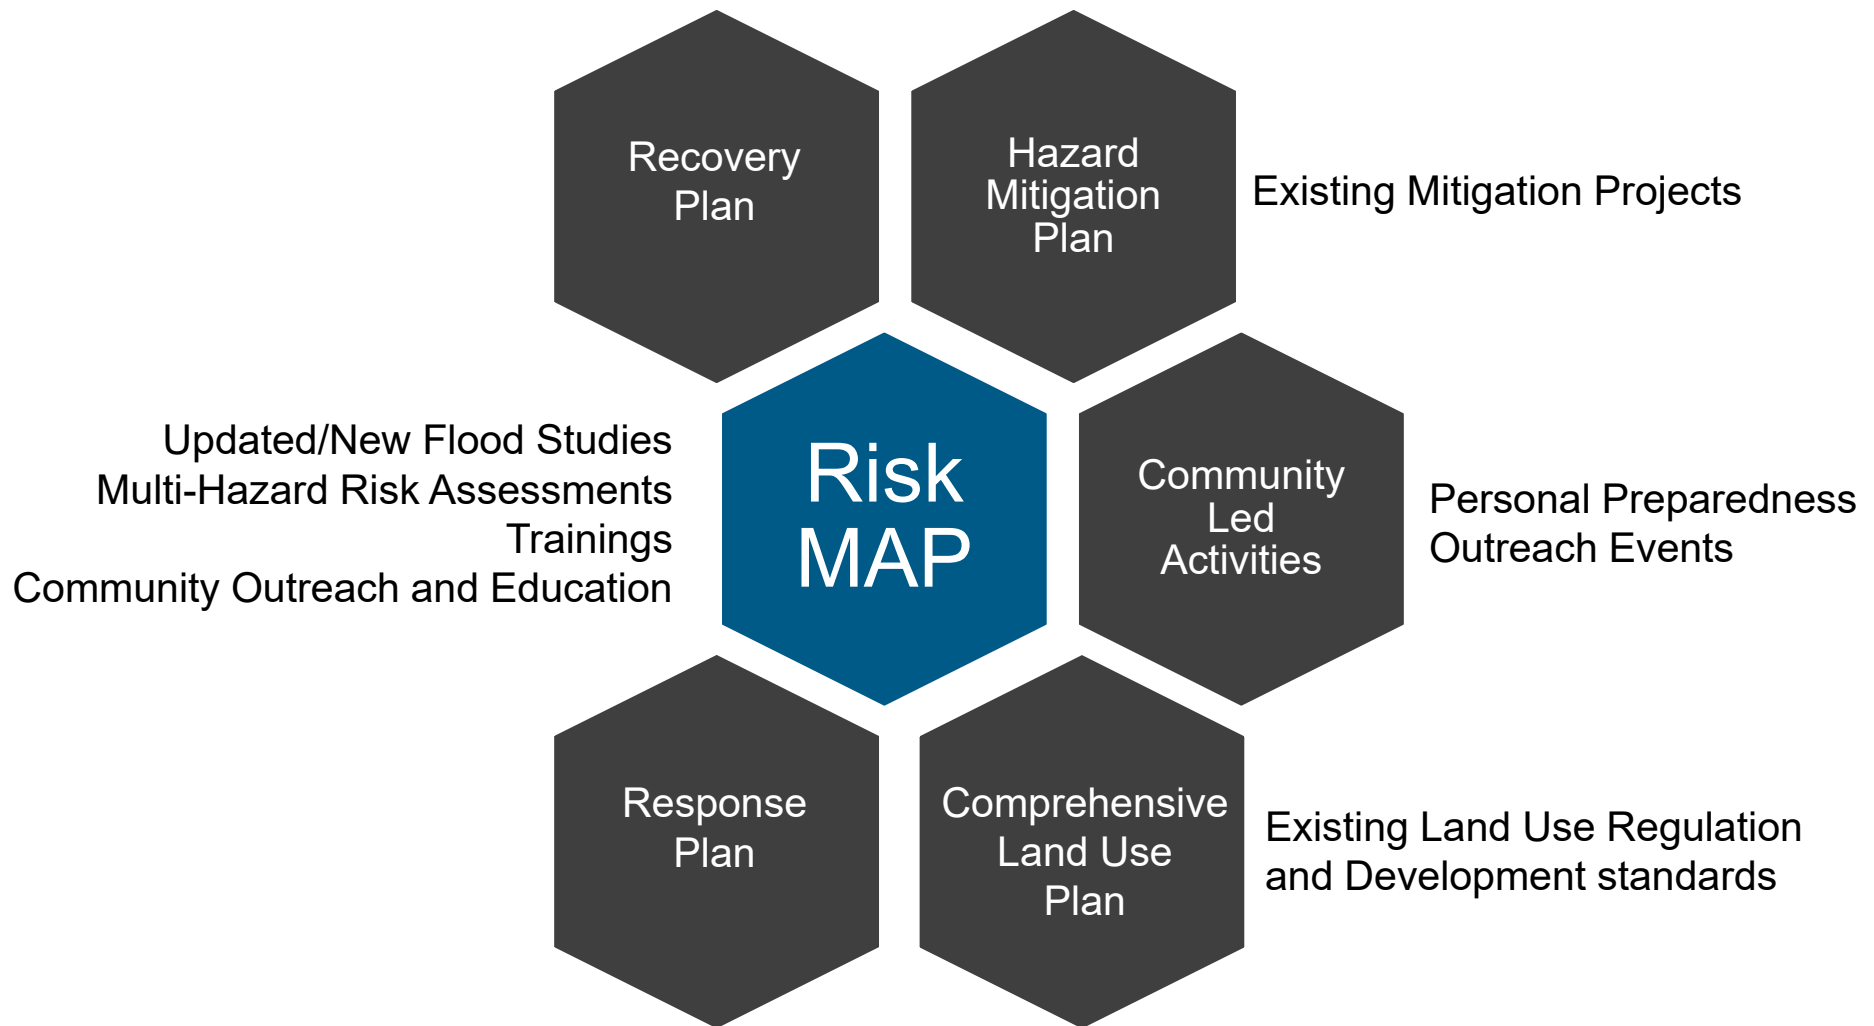 Recovery
Plan
Hazard
Mitigation
Plan
Existing Mitigation Projects
Updated/New Flood Studies
Multi-Hazard Risk Assessments
Trainings
Community Outreach and Education
Risk
MAP
Community
Led
Activities
Personal Preparedness
Outreach Events
Response
Plan
Comprehensive
Land Use
Plan
Existing Land Use Regulation
and Development standards